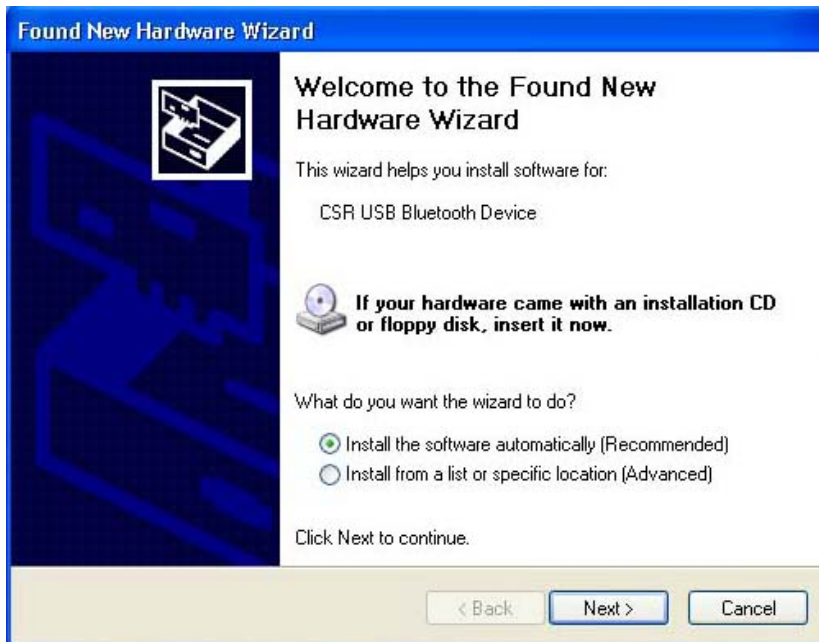 Found New Hardware Wizard
Welcome to the Found New
Hardware Wizard
This wizard helps you install software for:
CSR USB Bluetooth Device
If your hardware came with an installation CD
or floppy disk, insert it now.
What do you want the wizard to do?
Install the software automatically (Recommended)
Install from a list or specific location (Advanced)
Click Next to continue.
< Back Next > Cancel